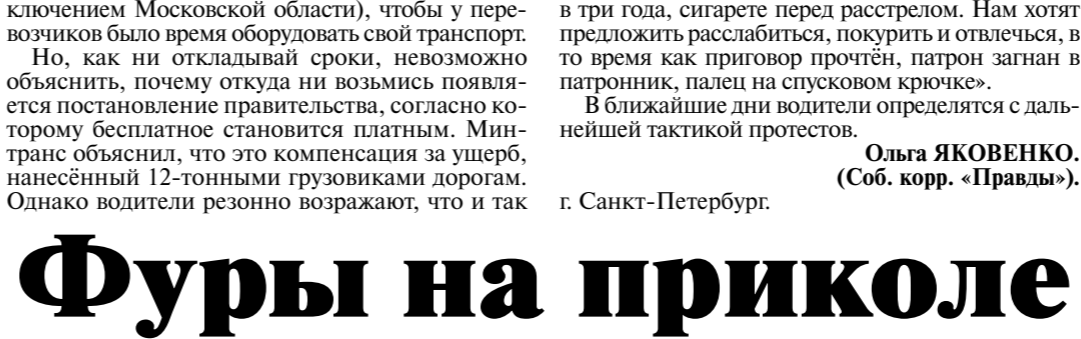 ключением Московской области), чтобы у пере-
возчиков было время оборудовать свой транспорт.
Но, как ни откладывай сроки, невозможно
объяснить, почему откуда ни возьмись появля-
ется постановление правительства, согласно ко-
торому бесплатное становится платным. Мин-
транс объяснил, что это компенсация за ущерб,
нанесённый 12-тонными грузовиками дорогам.
Однако водители резонно возражают, что и так
в три года, сигарете перед расстрелом. Нам хотят
предложить расслабиться, покурить и отвлечься, в
то время как приговор прочтён, патрон загнан в
патронник, палец на спусковом крючке».
В ближайшие дни водители определятся с даль-
нейшей тактикой протестов.
Ольга ЯКОВЕНКО.
(Соб. корр. «Правды»).
г. Санкт-Петербург.
Фуры на приколе